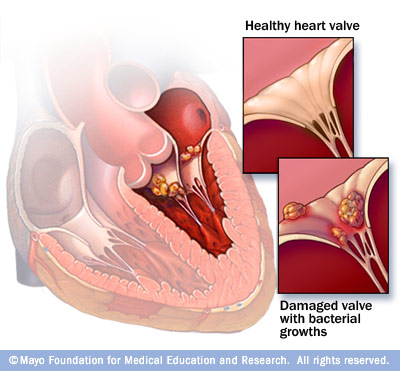 Healthy heart valve
Damaged valve
with bacterial
growths
©Mayo Foundation for Medical Education and Research. All rights reserved.